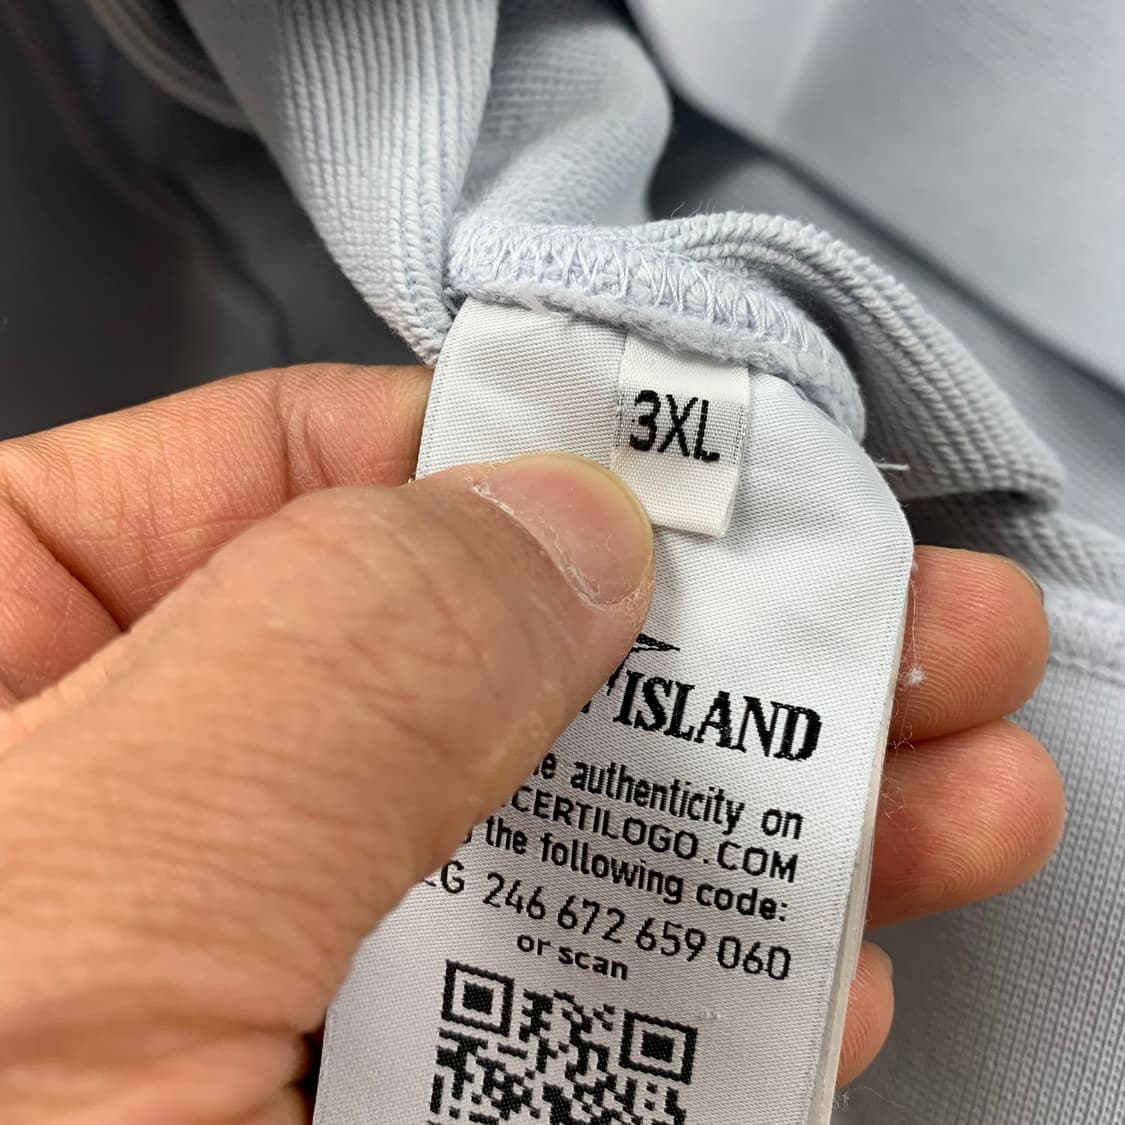 3XL
ISLAND
authenticity on
CERTILOGO.COM
the following code:
246 672 659 060
or scan